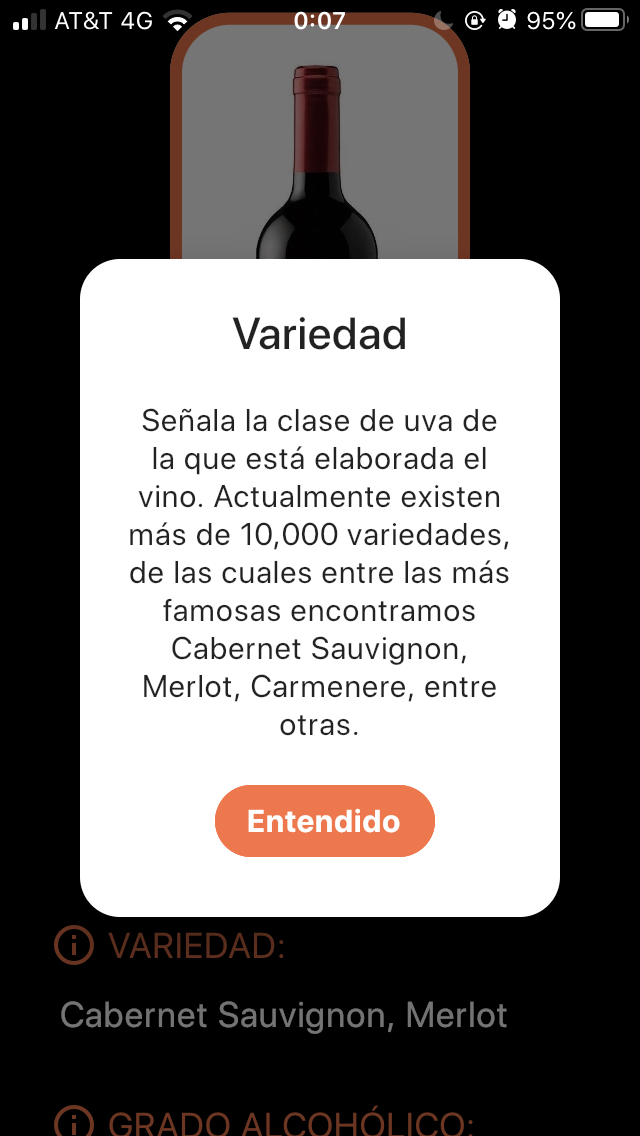 AT&T 4G 0:07 95%
Variedad
Señala la clase de uva de
la que está elaborada el
vino. Actualmente existen
más de 10,000 variedades,
de las cuales entre las más
famosas encontramos
Cabernet Sauvignon,
Merlot, Carmenere, entre
otras.
Entendido
VARIEDAD:
Cabernet Sauvignon, Merlot
GRADO ALCOHÓLICO: